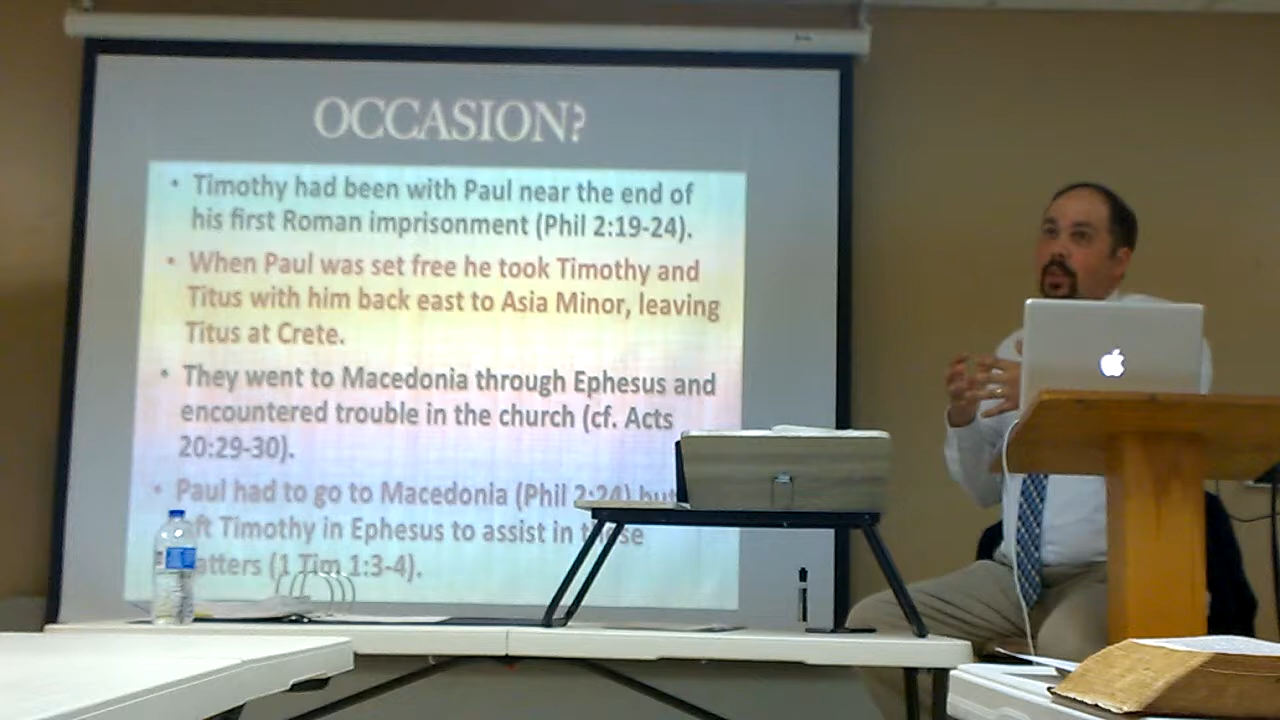 OCCASION?
• Timothy had been with Paul near the end of
his first Roman imprisonment (Phil 2:19-24).
• When Paul was set free he took Timothy and
Titus with him back east to Asia Minor, leaving
Titus at Crete.
• They went to Macedonia through Ephesus and
encountered trouble in the church (cf. Acts
20:29-30).
• Paul had to go to Macedonia (Phil 2:24) but
ft Timothy in Ephesus to assist in
atters (1 Tim 1:3-4).